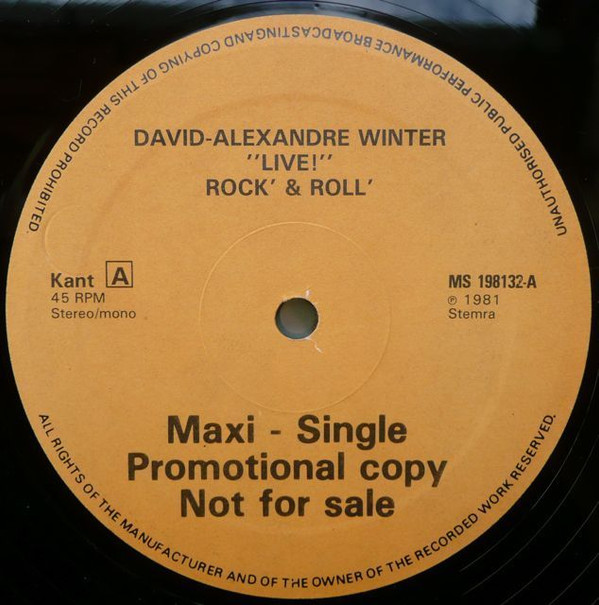 DAVID-ALEXANDRE WINTER
"LIVE!"
ROCK' & ROLL'
Kant A
45 RPM
Stereo/mono
MS 198132-A
℗ 1981
Stemra
Maxi - Single
Promotional copy
Not for sale
ALL RIGHTS OF THE MANUFACTURER AND OF THE OWNER OF THE RECORDED WORK RESERVED.
UNAUTHORISED PUBLIC PERFORMANCE BROADCASTINGAND COPYING OF THIS RECORD PROHIBITED.